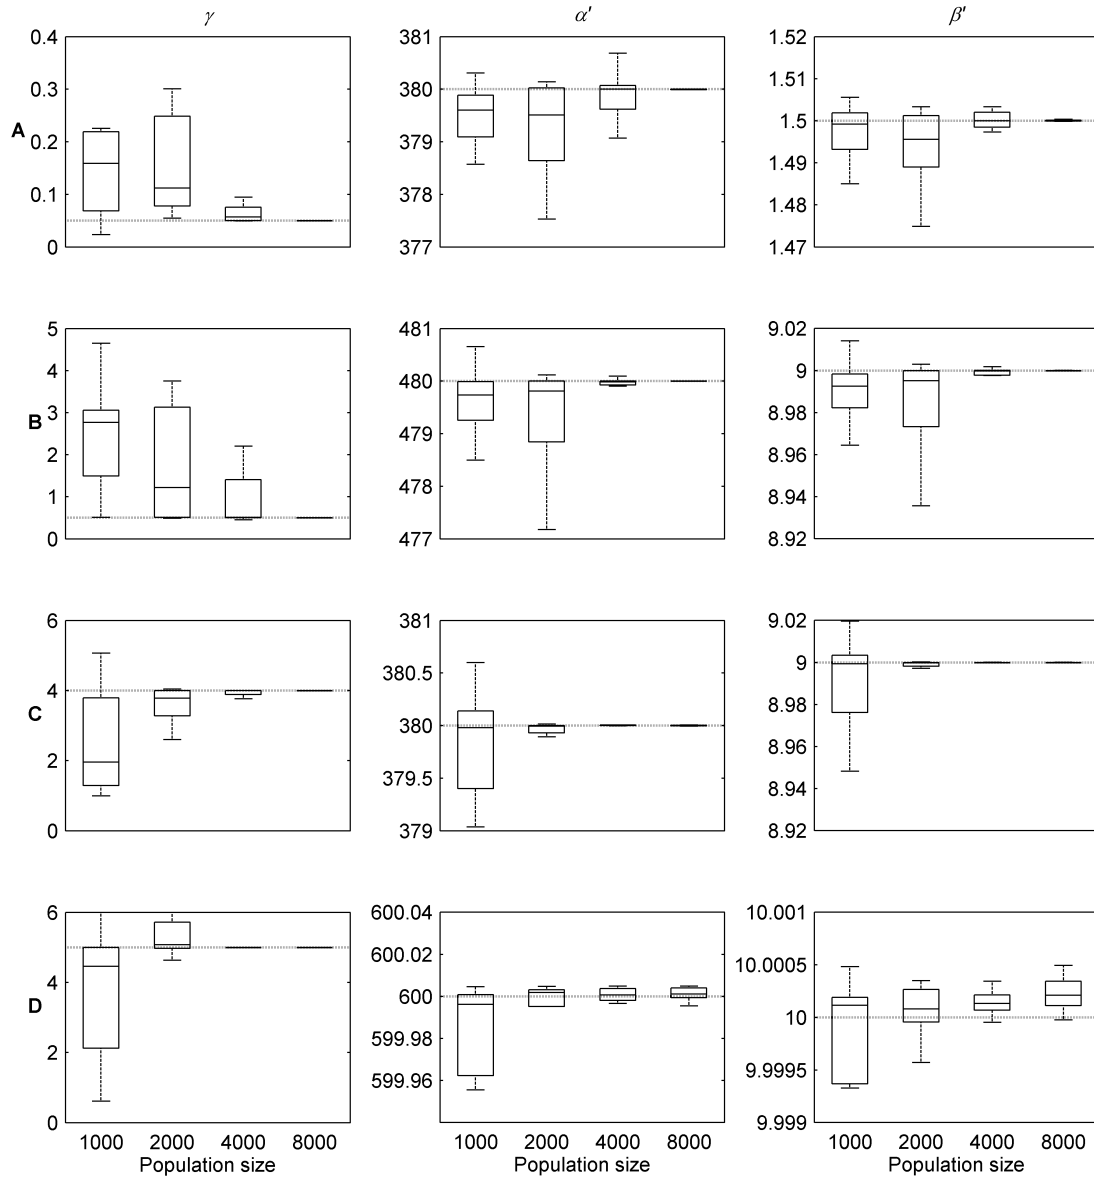 γ α′ β′
A
0.4 381 1.52
0.3 380 1.51
0.2 379 1.5
0.1 378 1.49
0 377 1.48
1.47
B
5 481 9.02
4 480 9
3 479 8.98
2 478 8.96
1 477 8.94
0 8.92
C
6 381 9.02
4 380.5 9
2 380 8.98
0 379.5 8.96
379 8.94
8.92
D
6 600.04 10.001
4 600.02 10.0005
2 600 10
0 599.98 9.9995
599.96 9.999
1000 2000 4000 8000 1000 2000 4000 8000 1000 2000 4000 8000
Population size Population size Population size